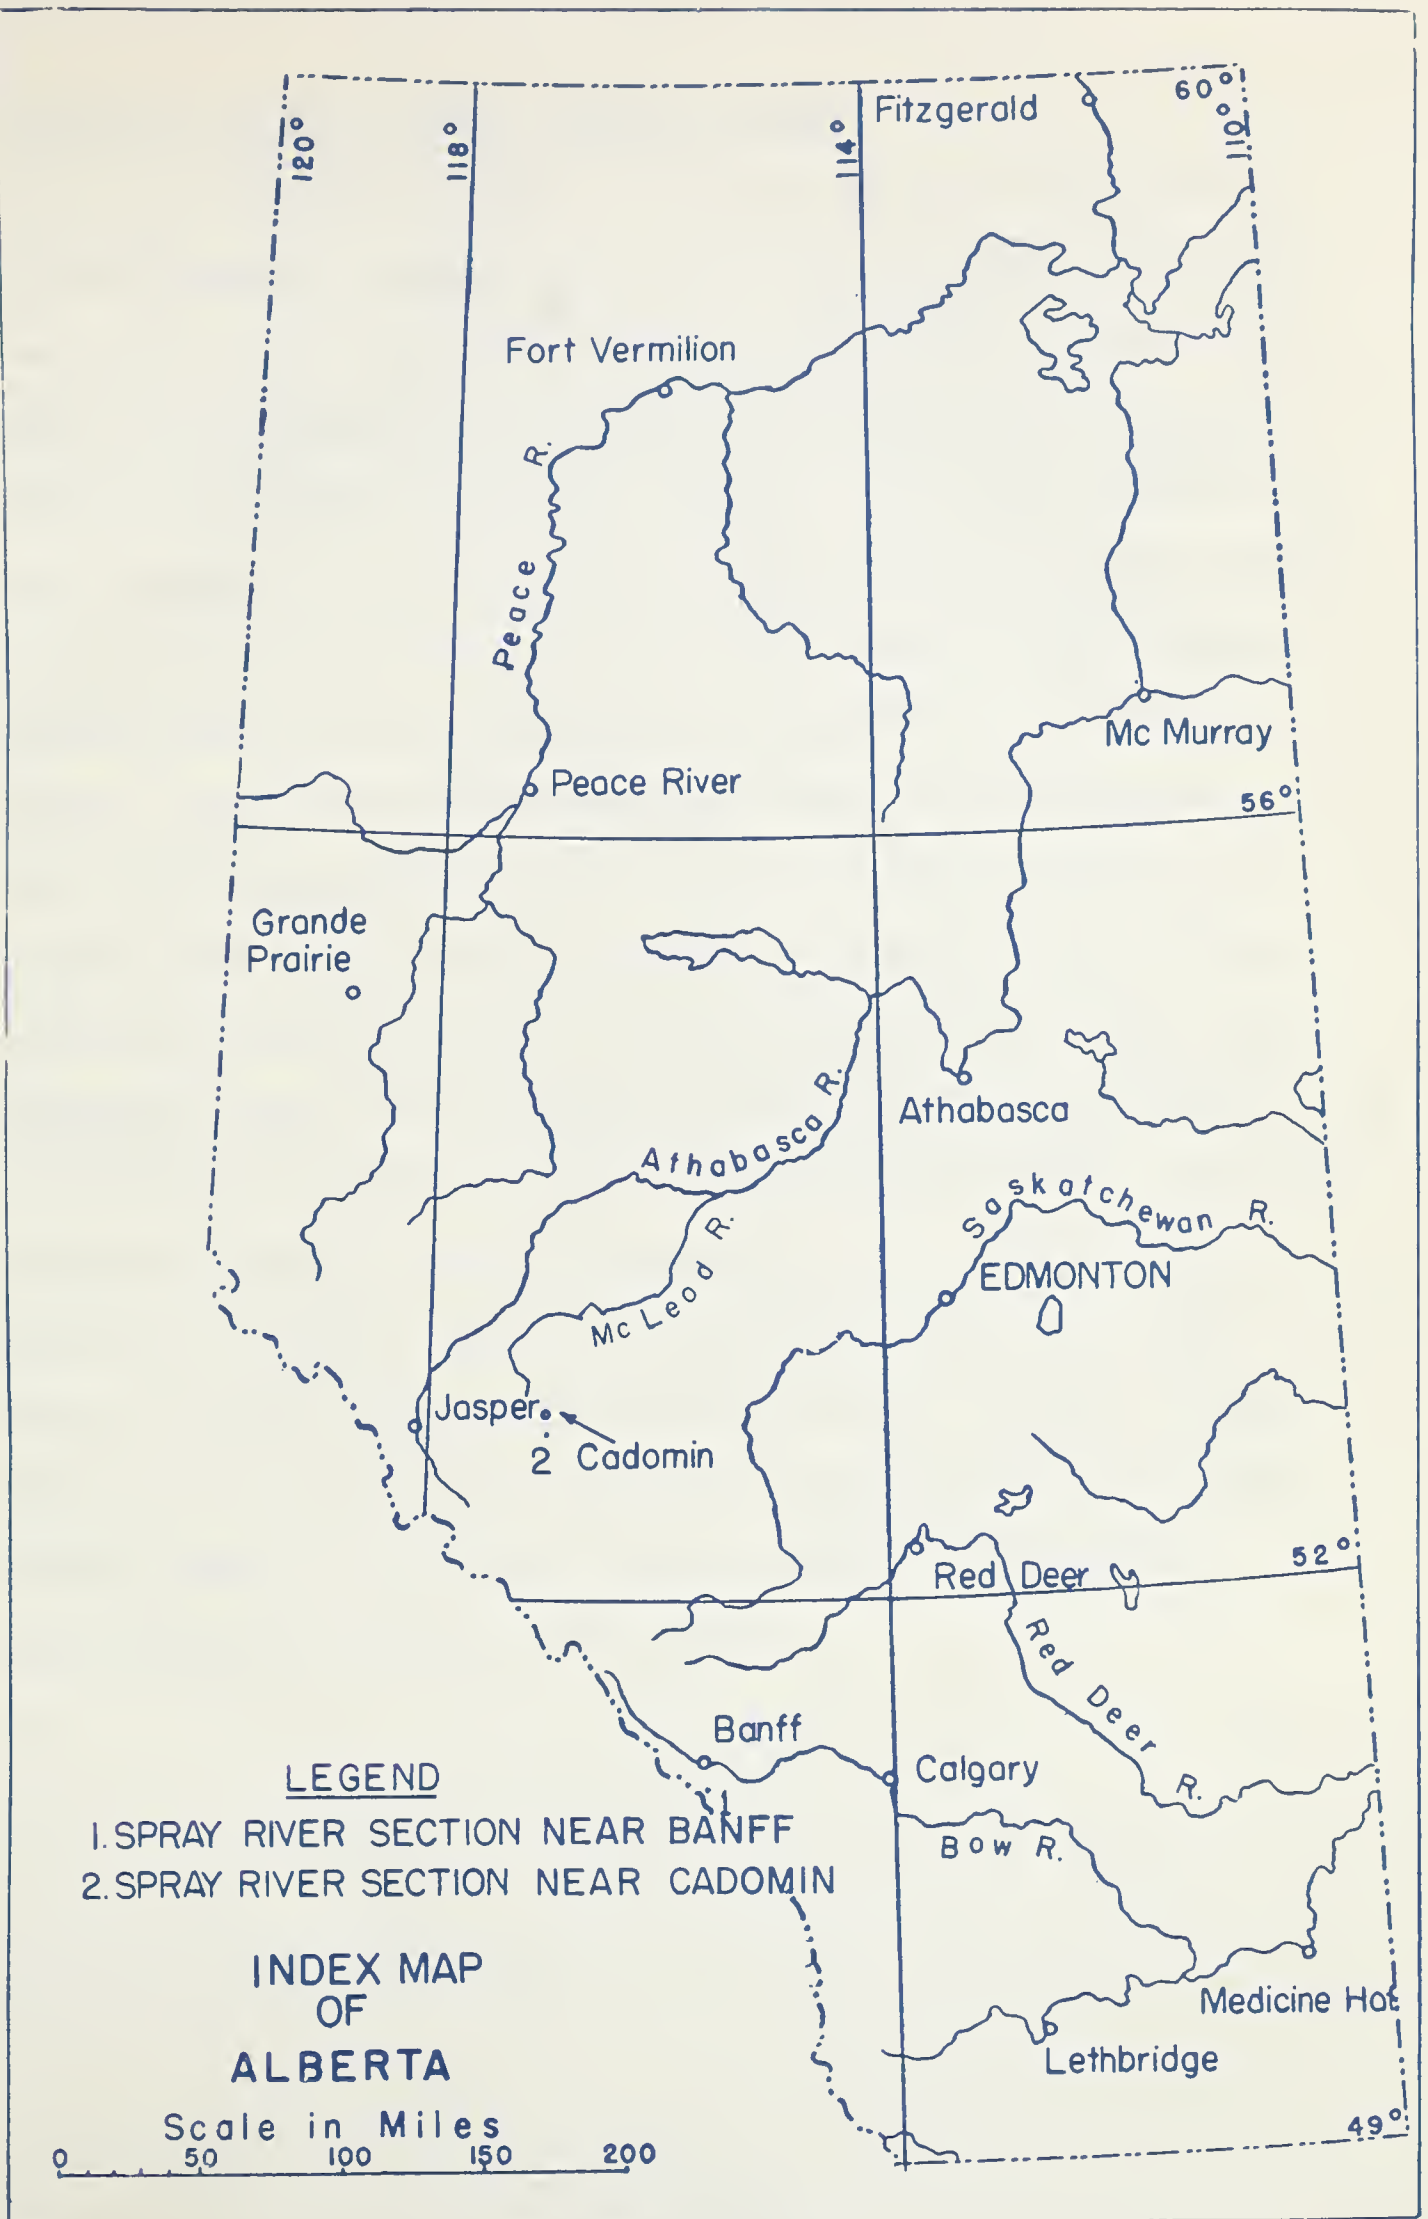 60°
120°
118°
114°
110°
Fitzgerald
Fort Vermilion
Peace R.
Mc Murray
Peace River
56°
Grande
Prairie
Athabasca R.
Athabasca
Saskatchewan R.
Mc Leod R.
EDMONTON
Jasper
2 Cadomin
52°
Red Deer
Red Deer R.
Banff
Calgary
1
Bow R.
LEGEND
1. SPRAY RIVER SECTION NEAR BANFF
2. SPRAY RIVER SECTION NEAR CADOMIN
INDEX MAP
OF
ALBERTA
Medicine Hat
Lethbridge
Scale in Miles
0 50 100 150 200
49°